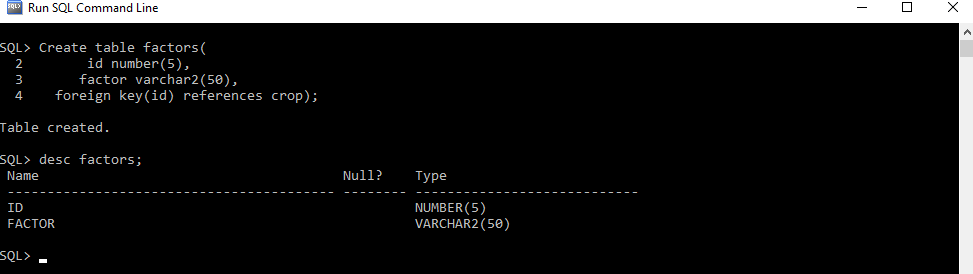 Run SQL Command Line
SQL> Create table factors(
  2        id number(5),
  3       factor varchar2(50),
  4    foreign key(id) references crop);
Table created.
SQL> desc factors;
 Name                                      Null?    Type
 ----------------------------------------- -------- ----------------------------
 ID                                                 NUMBER(5)
 FACTOR                                             VARCHAR2(50)
SQL>